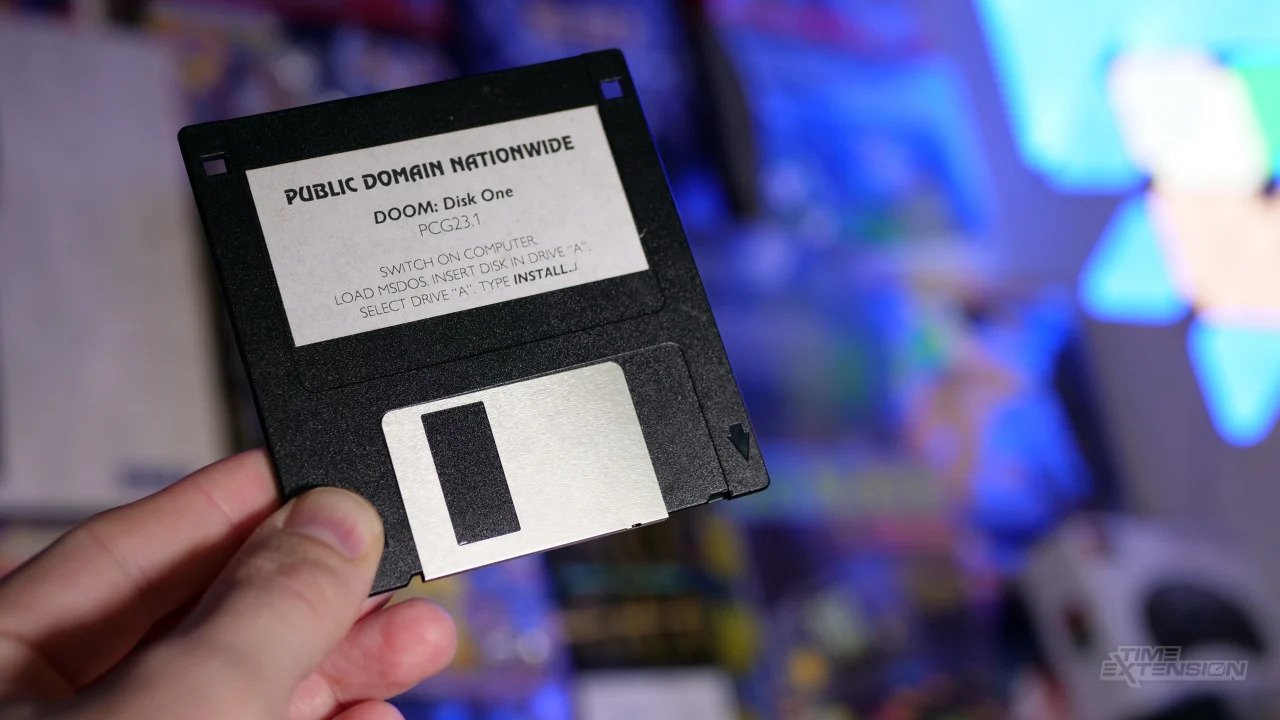 PUBLIC DOMAIN NATIONWIDE
DOOM: Disk One
PCG23.1
SWITCH ON COMPUTER.
LOAD MSDOS. INSERT DISK IN DRIVE “A”.
SELECT DRIVE “A”. TYPE INSTALL.↲
TIME
EXTENSION